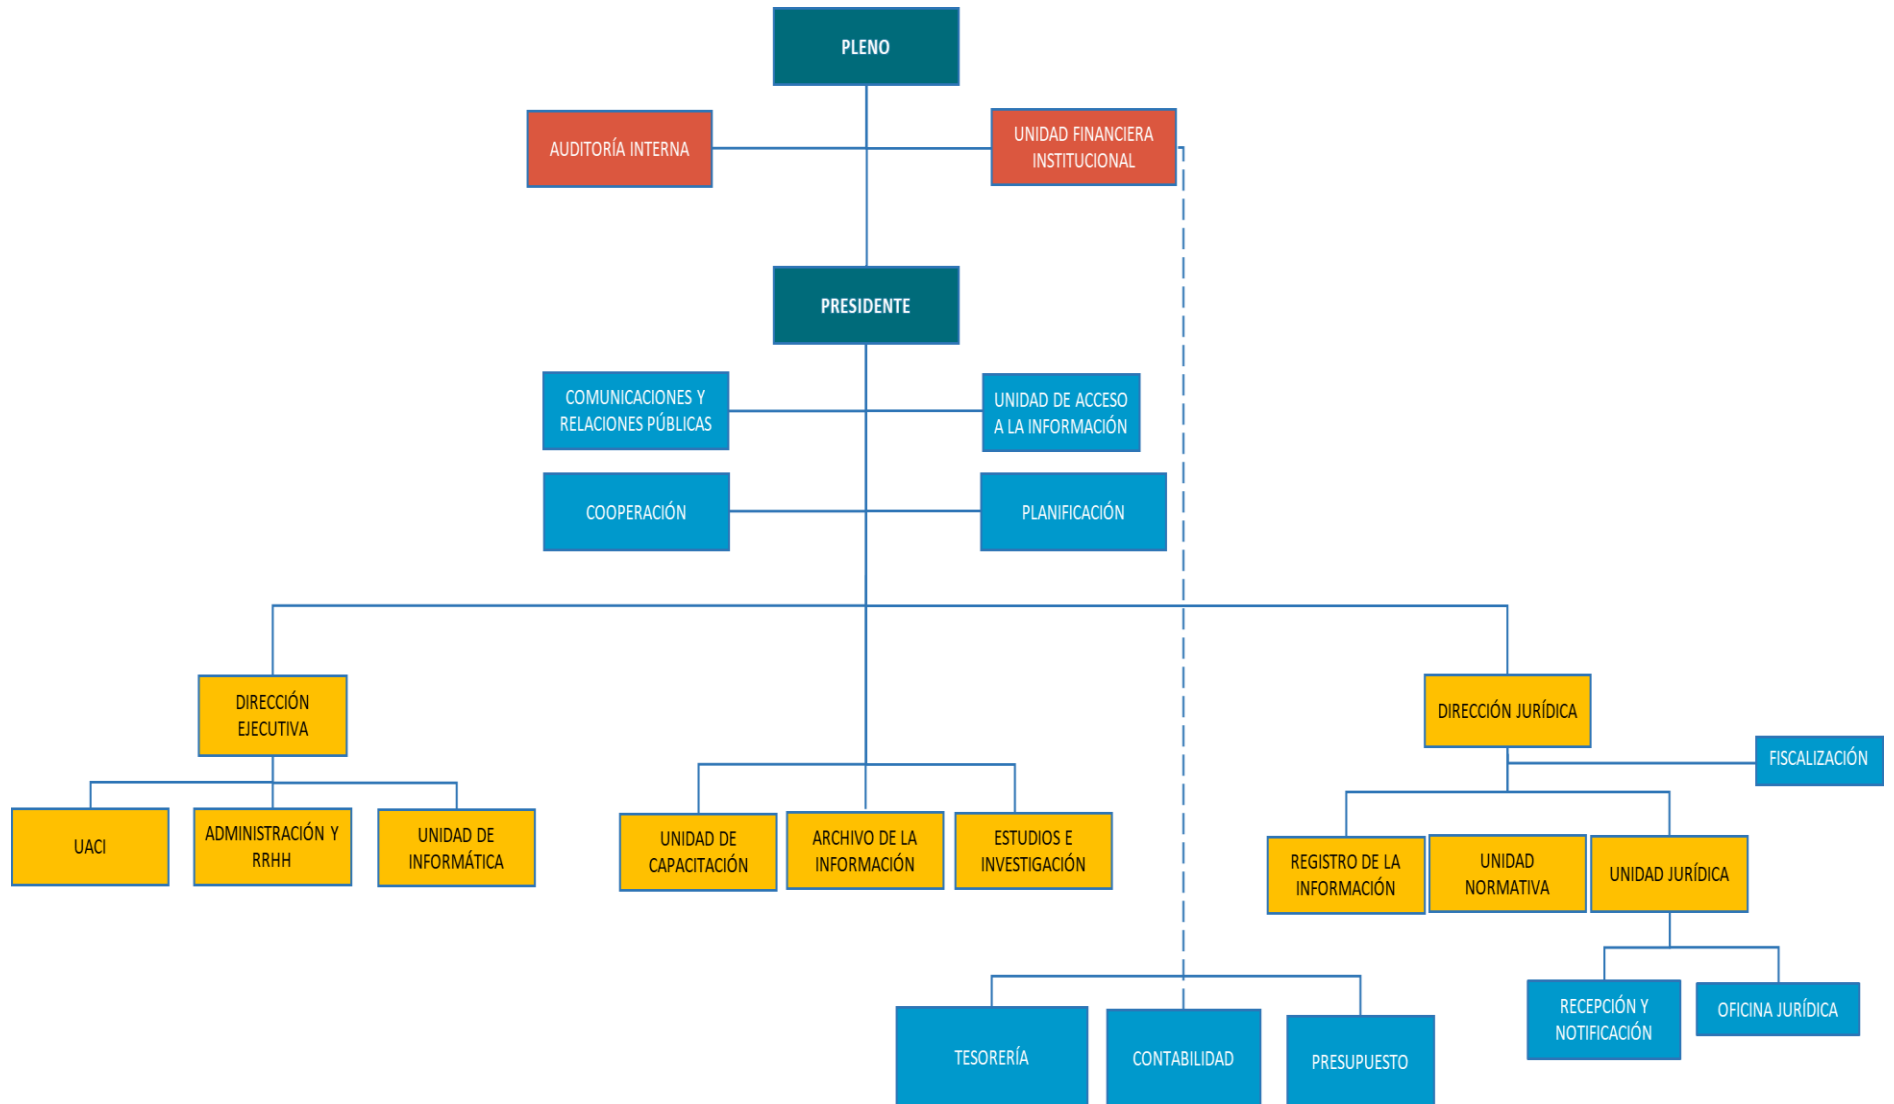 PLENO
AUDITORÍA INTERNA
UNIDAD FINANCIERA
INSTITUCIONAL
PRESIDENTE
COMUNICACIONES Y
RELACIONES PÚBLICAS
UNIDAD DE ACCESO
A LA INFORMACIÓN
COOPERACIÓN
PLANIFICACIÓN
DIRECCIÓN
EJECUTIVA
DIRECCIÓN JURÍDICA
FISCALIZACIÓN
UACI
ADMINISTRACIÓN Y
RRHH
UNIDAD DE
INFORMÁTICA
UNIDAD DE
CAPACITACIÓN
ARCHIVO DE LA
INFORMACIÓN
ESTUDIOS E
INVESTIGACIÓN
REGISTRO DE LA
INFORMACIÓN
UNIDAD
NORMATIVA
UNIDAD JURÍDICA
RECEPCIÓN Y
NOTIFICACIÓN
OFICINA JURÍDICA
TESORERÍA
CONTABILIDAD
PRESUPUESTO